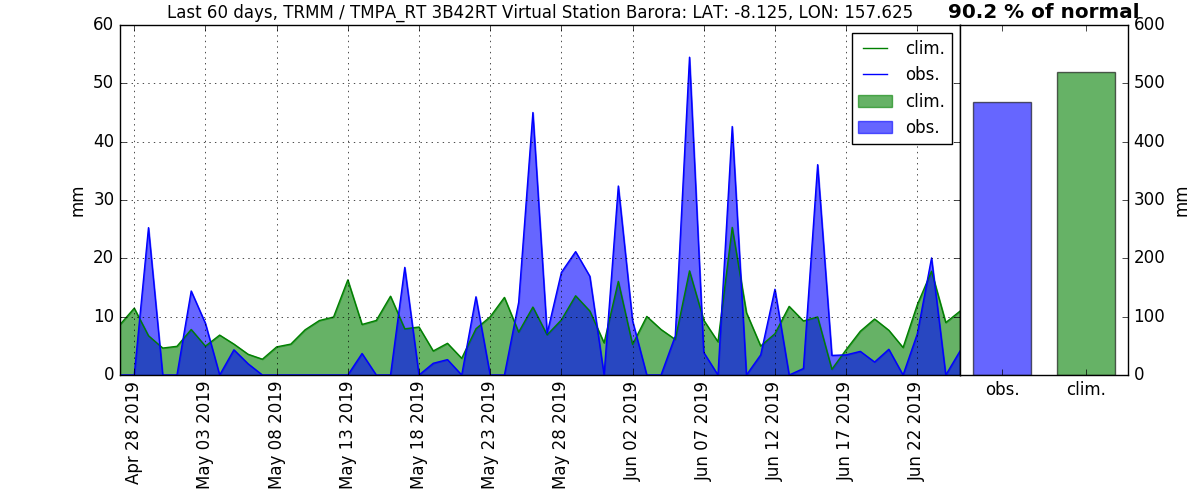 Last 60 days, TRMM / TMPA_RT 3B42RT Virtual Station Barora: LAT: -8.125, LON: 157.625
90.2 % of normal
clim.
obs.
clim.
obs.
60
50
40
30
20
10
0
mm
600
500
400
300
200
100
0
mm
Apr 28 2019
May 03 2019
May 08 2019
May 13 2019
May 18 2019
May 23 2019
May 28 2019
Jun 02 2019
Jun 07 2019
Jun 12 2019
Jun 17 2019
Jun 22 2019
obs.
clim.